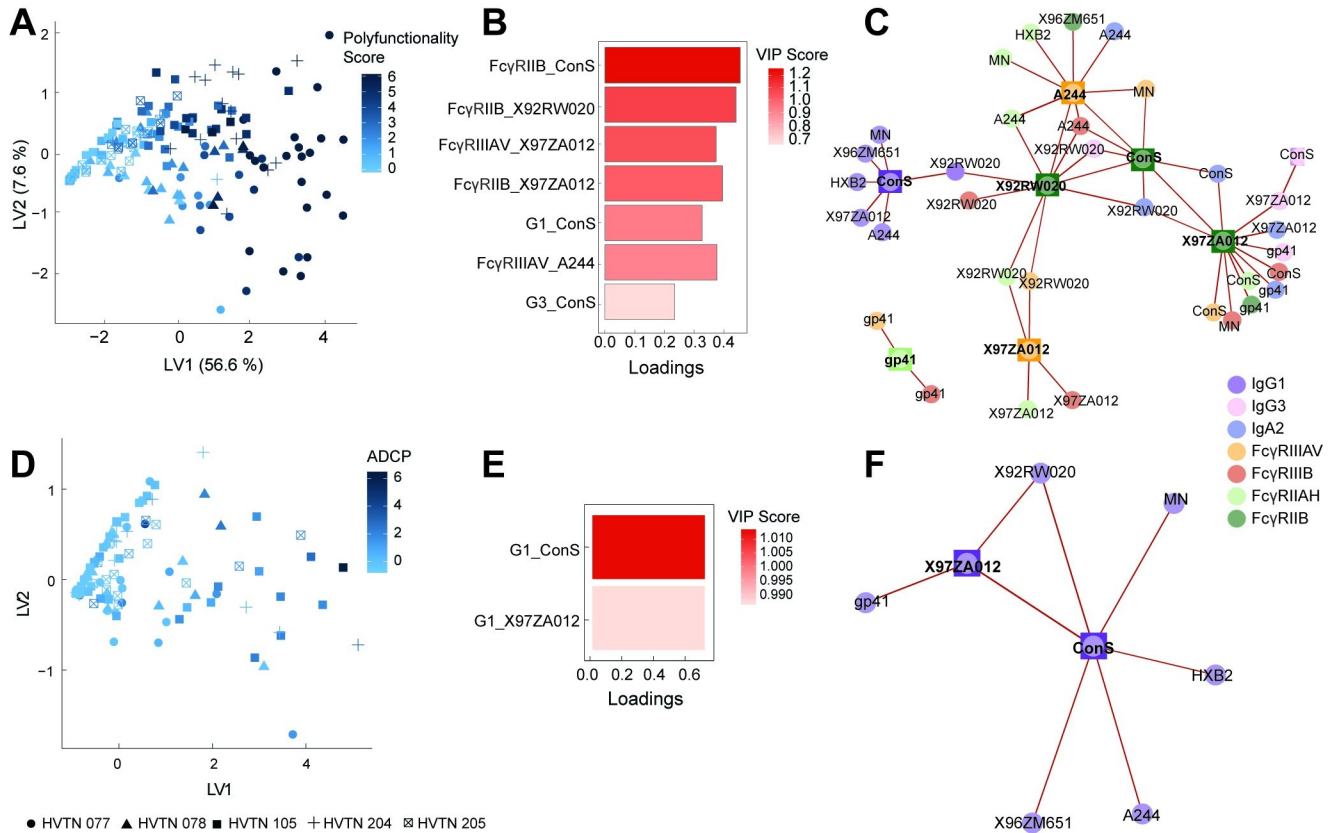 A
Polyfunctionality
Score
6
5
4
3
2
1
0
2
1
0
−1
−2
LV2 (7.6 %)
−2
0
2
4
LV1 (56.6 %)
B
FcγRIIB_ConS
FcγRIIB_X92RW020
FcγRIIIAV_X97ZA012
FcγRIIB_X97ZA012
G1_ConS
FcγRIIIAV_A244
G3_ConS
0.0 0.1 0.2 0.3 0.4
Loadings
VIP Score
1.2
1.1
1.0
0.9
0.8
0.7
C
X96ZM651
HXB2
A244
MN
A244
MN
A244
A244
MN
X96ZM651
X92RW020
X92RW020
ConS
ConS
HXB2
ConS
X92RW020
ConS
X92RW020
X97ZA012
X92RW020
X97ZA012
A244
X97ZA012
X97ZA012
gp41
X92RW020
X92RW020
ConS
ConS
gp41
gp41
ConS
MN
gp41
X97ZA012
gp41
gp41
X97ZA012
X97ZA012
IgG1
IgG3
IgA2
FcγRIIIAV
FcγRIIIB
FcγRIIAH
FcγRIIB
D
ADCP
6
4
2
0
1
0
−1
LV2
0
2
4
LV1
E
G1_ConS
G1_X97ZA012
0.0 0.2 0.4 0.6
Loadings
VIP Score
1.010
1.005
1.000
0.995
0.990
F
X92RW020
MN
X97ZA012
gp41
ConS
HXB2
X96ZM651
A244
HVTN 077 HVTN 078 HVTN 105 HVTN 204 HVTN 205